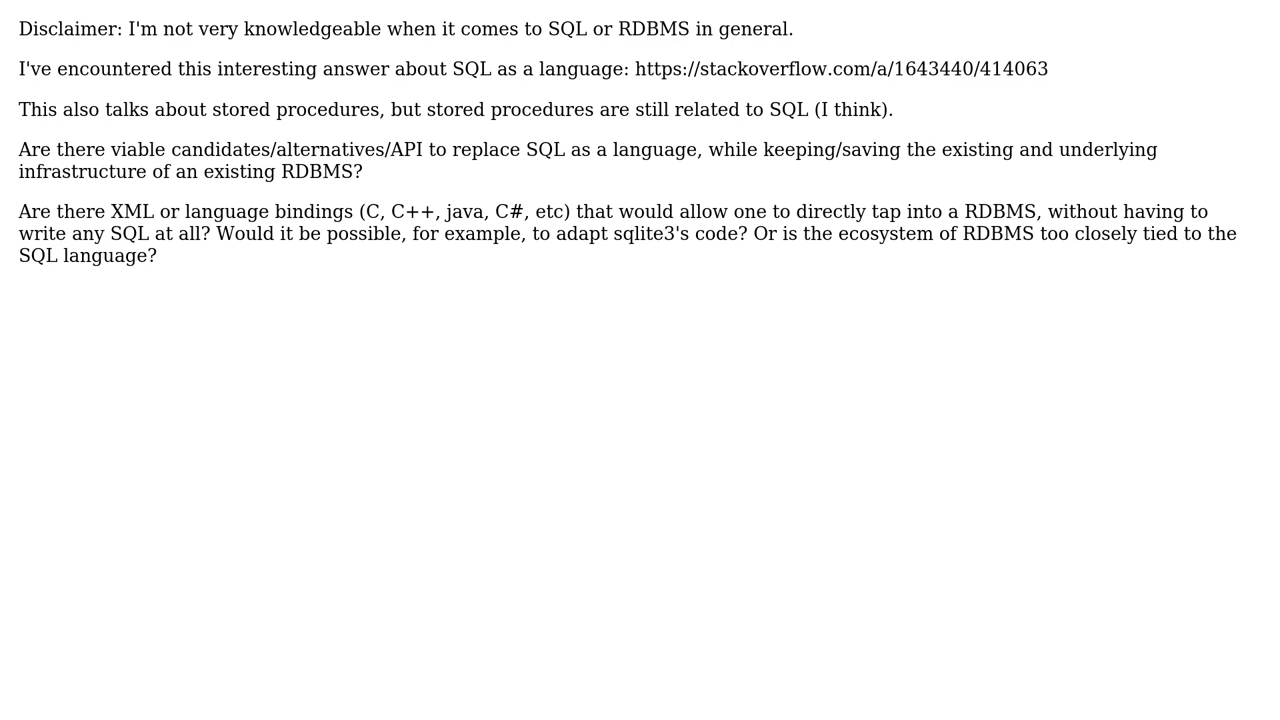 Disclaimer: I'm not very knowledgeable when it comes to SQL or RDBMS in general.
I've encountered this interesting answer about SQL as a language: https://stackoverflow.com/a/1643440/414063
This also talks about stored procedures, but stored procedures are still related to SQL (I think).
Are there viable candidates/alternatives/API to replace SQL as a language, while keeping/saving the existing and underlying
infrastructure of an existing RDBMS?
Are there XML or language bindings (C, C++, java, C#, etc) that would allow one to directly tap into a RDBMS, without having to
write any SQL at all? Would it be possible, for example, to adapt sqlite3's code? Or is the ecosystem of RDBMS too closely tied to the
SQL language?